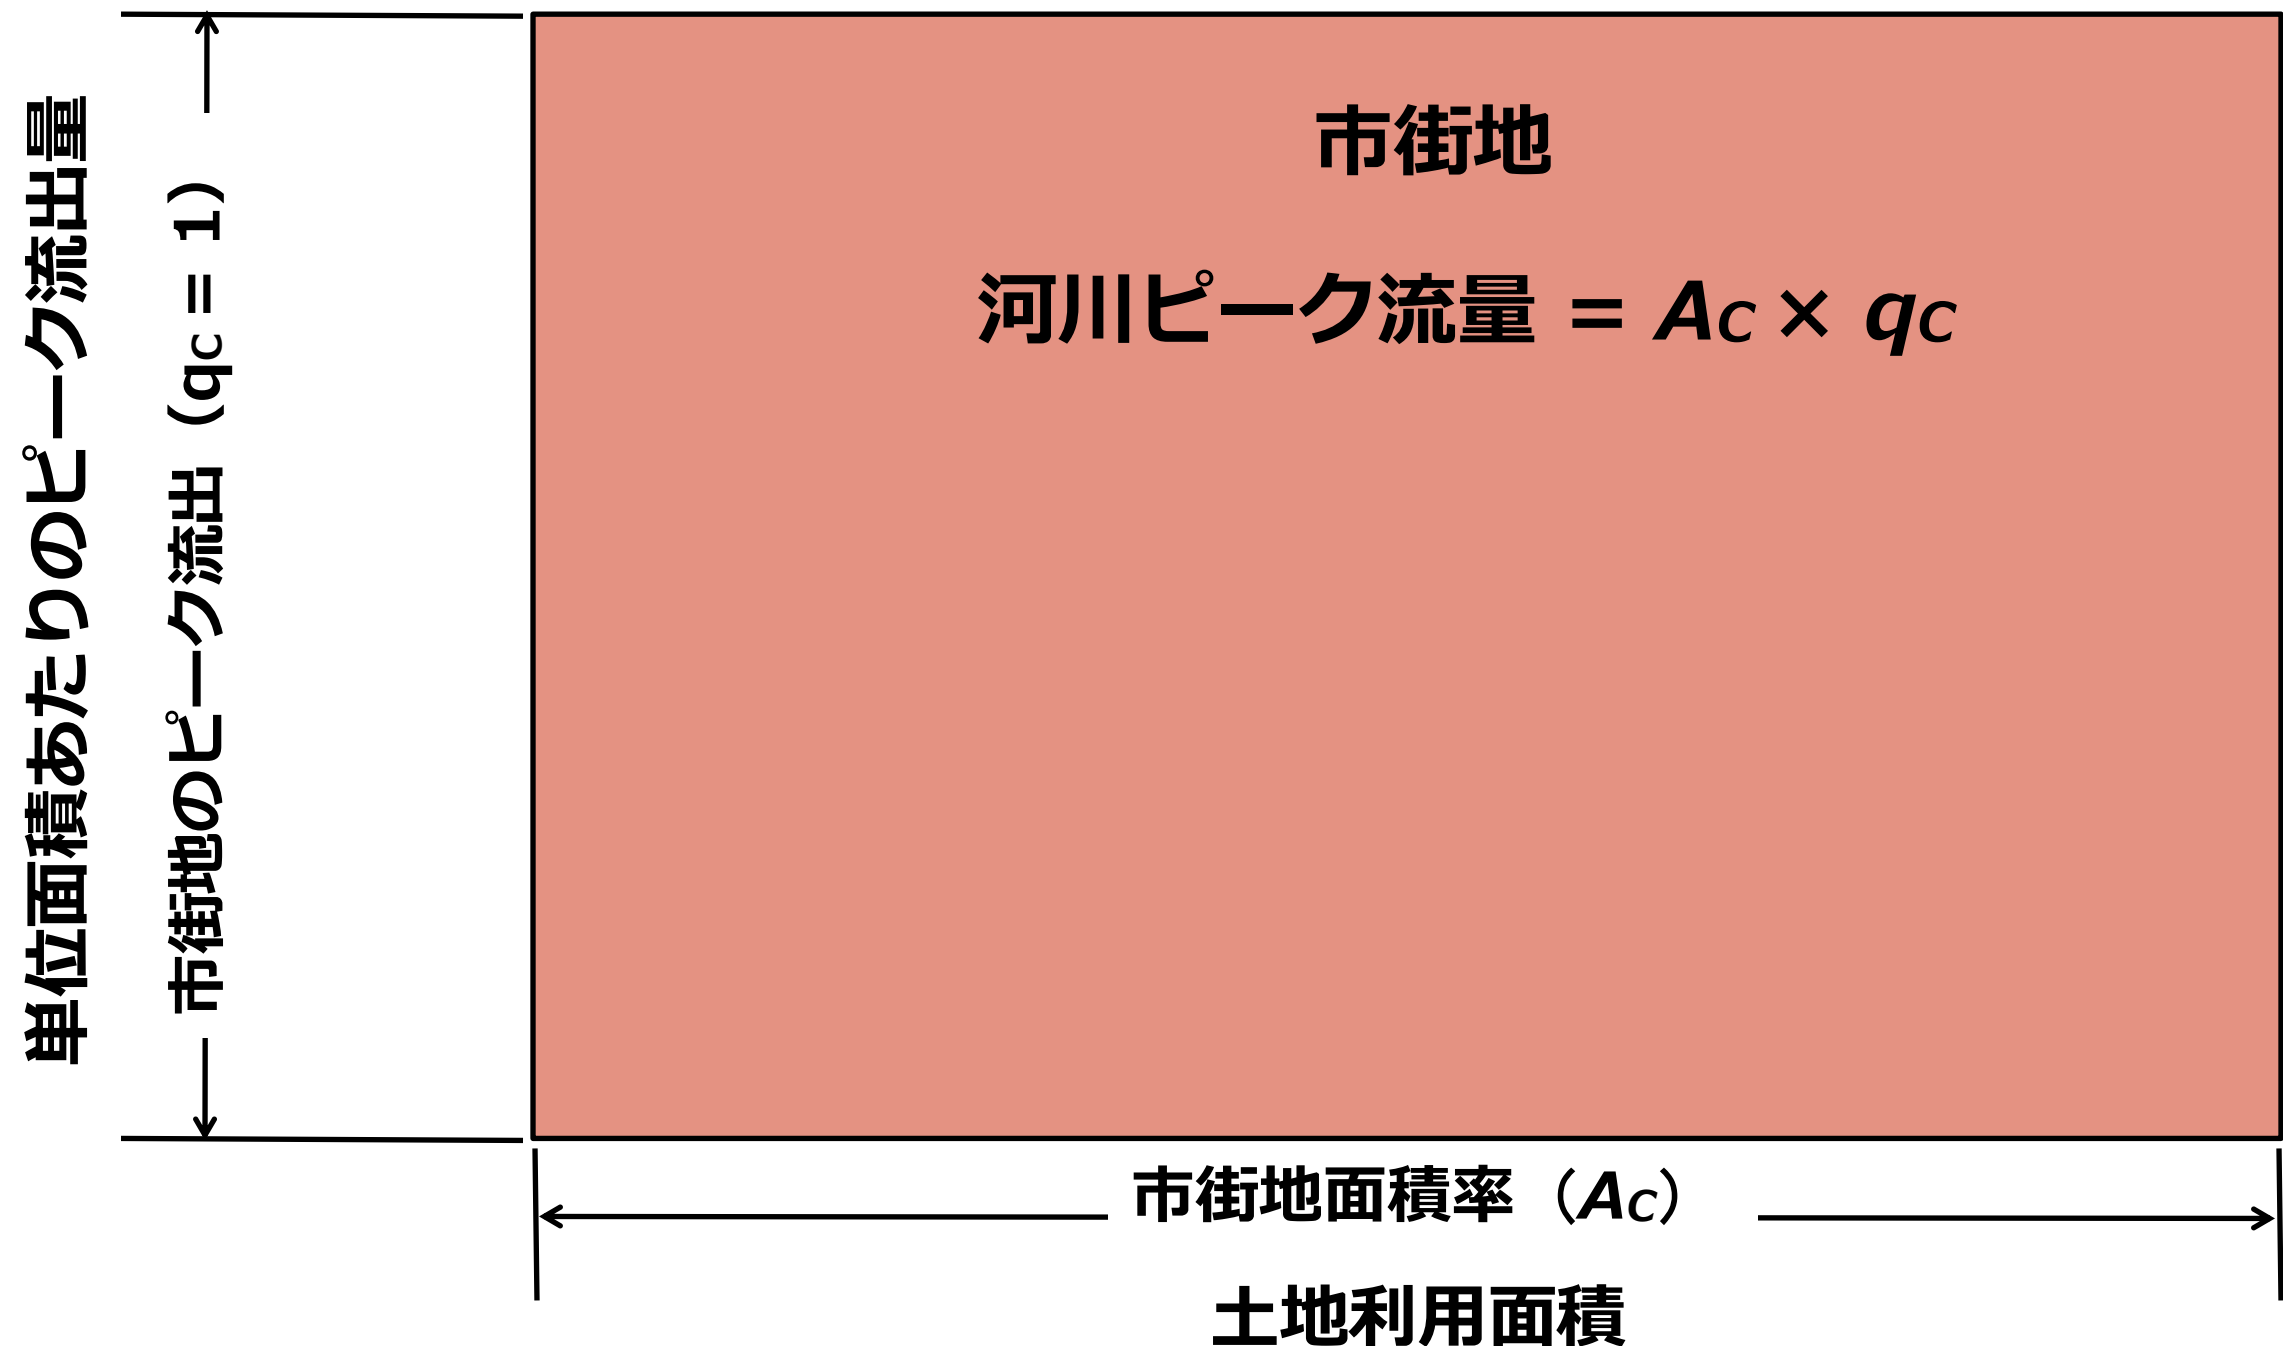 単位面積あたりのピーク流出量
市街地のピーク流出（qC = 1）
市街地
河川ピーク流量 = AC × qC
市街地面積率（AC）
土地利用面積